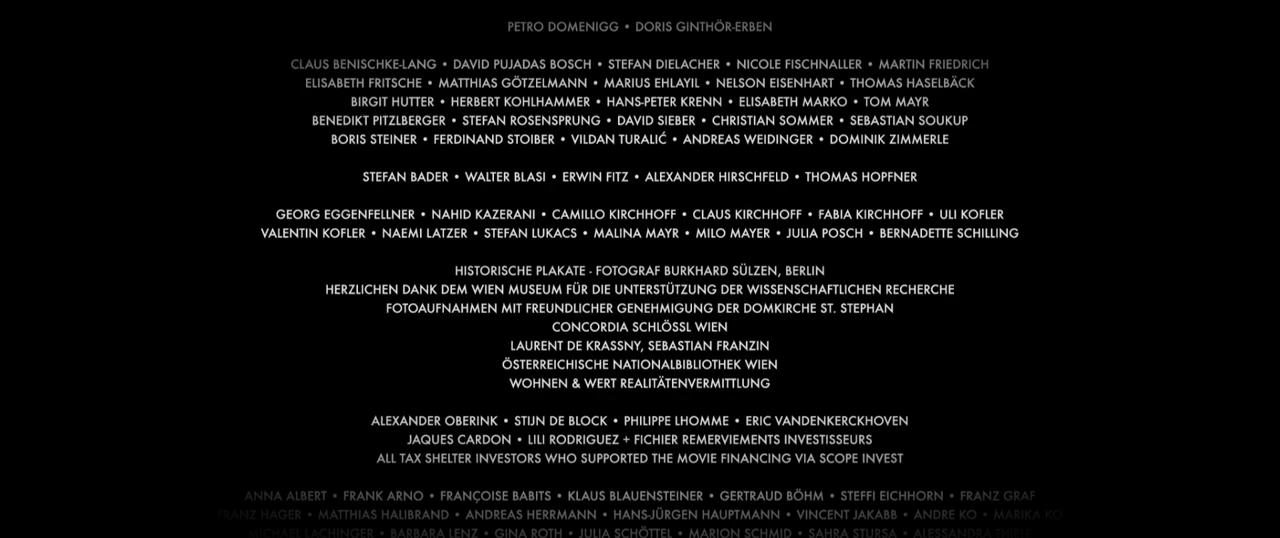 PETRO DOMENIGG • DORIS GINTHÖR-ERBEN
CLAUS BENISCHKE-LANG • DAVID PUJADAS BOSCH • STEFAN DIELACHER • NICOLE FISCHNALLER • MARTIN FRIEDRICH
ELISABETH FRITSCHE • MATTHIAS GÖTZELMANN • MARIUS EHLAYIL • NELSON EISENHART • THOMAS HASELBÄCK
BIRGIT HUTTER • HERBERT KOHLHAMMER • HANS-PETER KRENN • ELISABETH MARKO • TOM MAYR
BENEDIKT PITZLBERGER • STEFAN ROSENSPRUNG • DAVID SIEBER • CHRISTIAN SOMMER • SEBASTIAN SOUKUP
BORIS STEINER • FERDINAND STOIBER • VILDAN TURALIĆ • ANDREAS WEIDINGER • DOMINIK ZIMMERLE
STEFAN BADER • WALTER BLASI • ERWIN FITZ • ALEXANDER HIRSCHFELD • THOMAS HOPFNER
GEORG EGGENFELLNER • NAHID KAZERANI • CAMILLO KIRCHHOFF • CLAUS KIRCHHOFF • FABIA KIRCHHOFF • ULI KOFLER
VALENTIN KOFLER • NAEMI LATZER • STEFAN LUKACS • MALINA MAYR • MILO MAYER • JULIA POSCH • BERNADETTE SCHILLING
HISTORISCHE PLAKATE - FOTOGRAF BURKHARD SÜLZEN, BERLIN
HERZLICHEN DANK DEM WIEN MUSEUM FÜR DIE UNTERSTÜTZUNG DER WISSENSCHAFTLICHEN RECHERCHE
FOTOAUFNAHMEN MIT FREUNDLICHER GENEHMIGUNG DER DOMKIRCHE ST. STEPHAN
CONCORDIA SCHLÖSSL WIEN
LAURENT DE KRASSNY, SEBASTIAN FRANZIN
ÖSTERREICHISCHE NATIONALBIBLIOTHEK WIEN
WOHNEN & WERT REALITÄTENVERMITTLUNG
ALEXANDER OBERINK • STIJN DE BLOCK • PHILIPPE LHOMME • ERIC VANDENKERCKHOVEN
JAQUES CARDON • LILI RODRIGUEZ + FICHIER REMERVIEMENTS INVESTISSEURS
ALL TAX SHELTER INVESTORS WHO SUPPORTED THE MOVIE FINANCING VIA SCOPE INVEST
ANNA ALBERT • FRANK ARNO • FRANÇOISE BABITS • KLAUS BLAUENSTEINER • GERTRAUD BÖHM • STEFFI EICHHORN • FRANZ GRAF
FRANZ HAGER • MATTHIAS HALIBRAND • ANDREAS HERRMANN • HANS-JÜRGEN HAUPTMANN • VINCENT JAKABB • ANDRE KO • MARIKA KO
MICHAEL LACHINGER • BARBARA LENZ • GINA ROTH • JULIA SCHÖTTEL • MARION SCHMID • SAHRA STURSA • ALESSANDRA